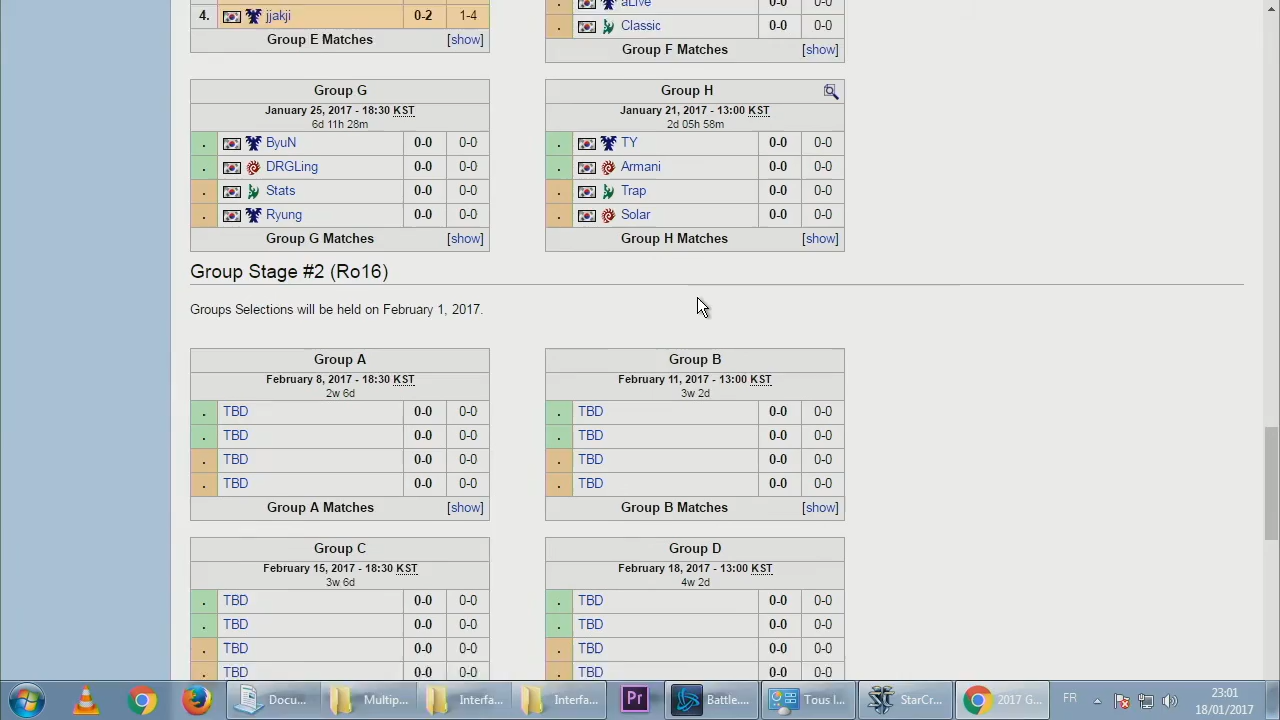 4. jjakji 0-2 1-4
Group E Matches [show]
. aLive 0-0 0-0
. Classic 0-0 0-0
Group F Matches [show]
Group G
January 25, 2017 - 18:30 KST
6d 11h 28m
. ByuN 0-0 0-0
. DRGLing 0-0 0-0
. Stats 0-0 0-0
. Ryung 0-0 0-0
Group G Matches [show]
Group H
January 21, 2017 - 13:00 KST
2d 05h 58m
. TY 0-0 0-0
. Armani 0-0 0-0
. Trap 0-0 0-0
. Solar 0-0 0-0
Group H Matches [show]
Group Stage #2 (Ro16)
Groups Selections will be held on February 1, 2017.
Group A
February 8, 2017 - 18:30 KST
2w 6d
. TBD 0-0 0-0
. TBD 0-0 0-0
. TBD 0-0 0-0
. TBD 0-0 0-0
Group A Matches [show]
Group B
February 11, 2017 - 13:00 KST
3w 2d
. TBD 0-0 0-0
. TBD 0-0 0-0
. TBD 0-0 0-0
. TBD 0-0 0-0
Group B Matches [show]
Group C
February 15, 2017 - 18:30 KST
3w 6d
. TBD 0-0 0-0
. TBD 0-0 0-0
. TBD 0-0 0-0
. TBD 0-0 0-0
Group D
February 18, 2017 - 13:00 KST
4w 2d
. TBD 0-0 0-0
. TBD 0-0 0-0
. TBD 0-0 0-0
. TBD 0-0 0-0
Docu... Multip... Interfa... Interfa... Pr Battle.... Tous l... StarCr... 2017 G... FR 23:01
18/01/2017